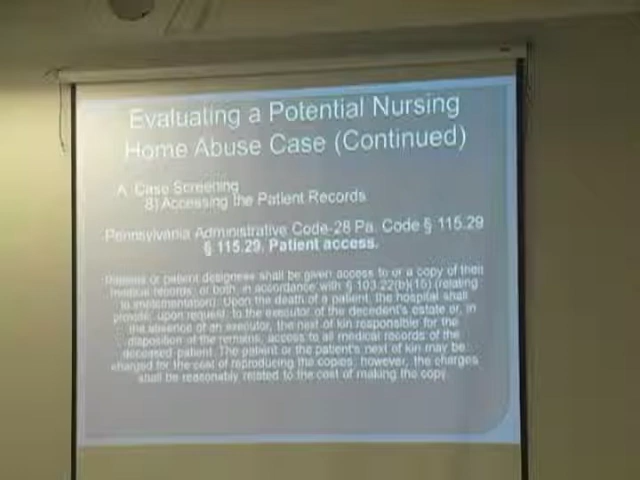 Evaluating a Potential Nursing
Home Abuse Case (Continued)
A. Case Screening
8) Accessing the Patient Records
Pennsylvania Administrative Code-28 Pa. Code § 115.29
§ 115.29. Patient access.
Patients or patient designees shall be given access to or a copy of their
medical records, or both, in accordance with § 103.22(b)(15) (relating
to implementation). Upon the death of a patient, the hospital shall
provide, upon request, to the executor of the decedent's estate or, in
the absence of an executor, the next of kin responsible for the
disposition of the remains, access to all medical records of the
deceased patient. The patient or the patient's next of kin may be
charged for the cost of reproducing the copies; however, the charges
shall be reasonably related to the cost of making the copy.